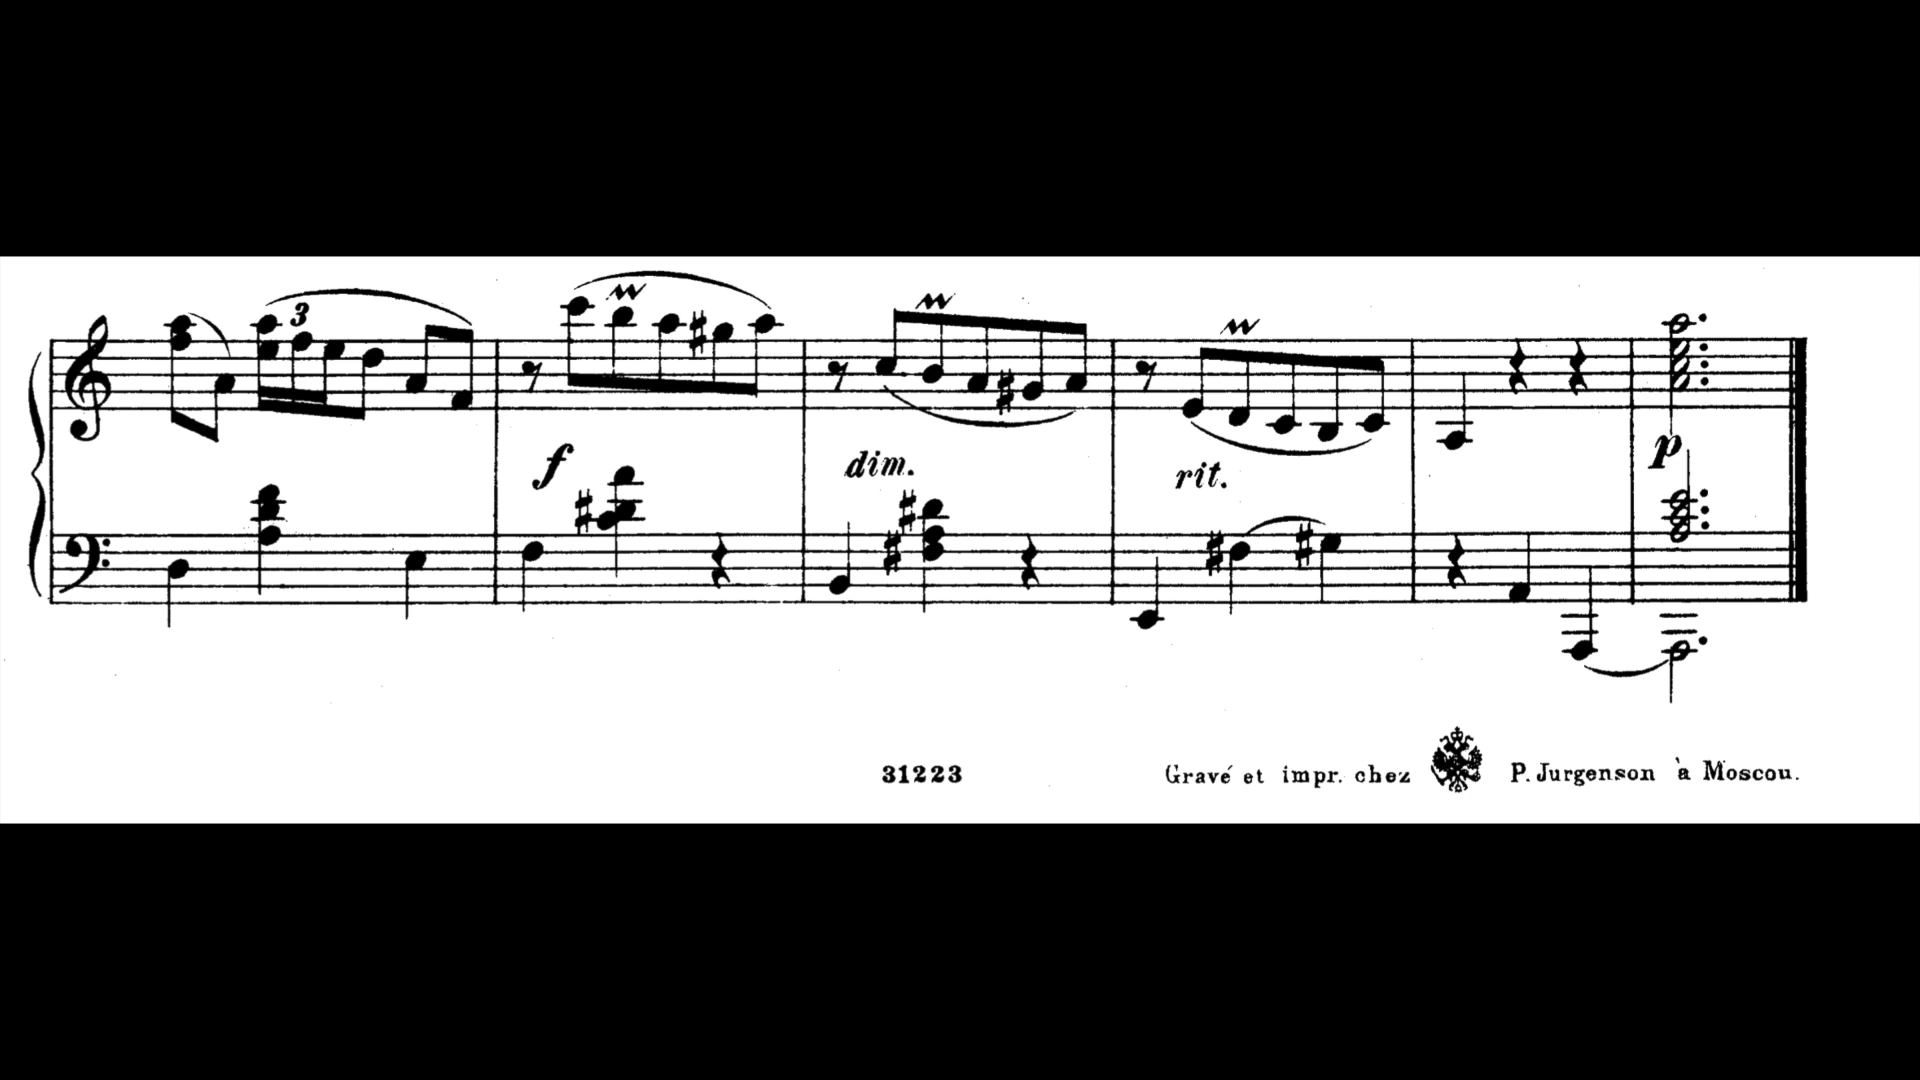 3
f
dim.
rit.
p
31223
Gravé et impr. chez P. Jurgenson à Moscou.